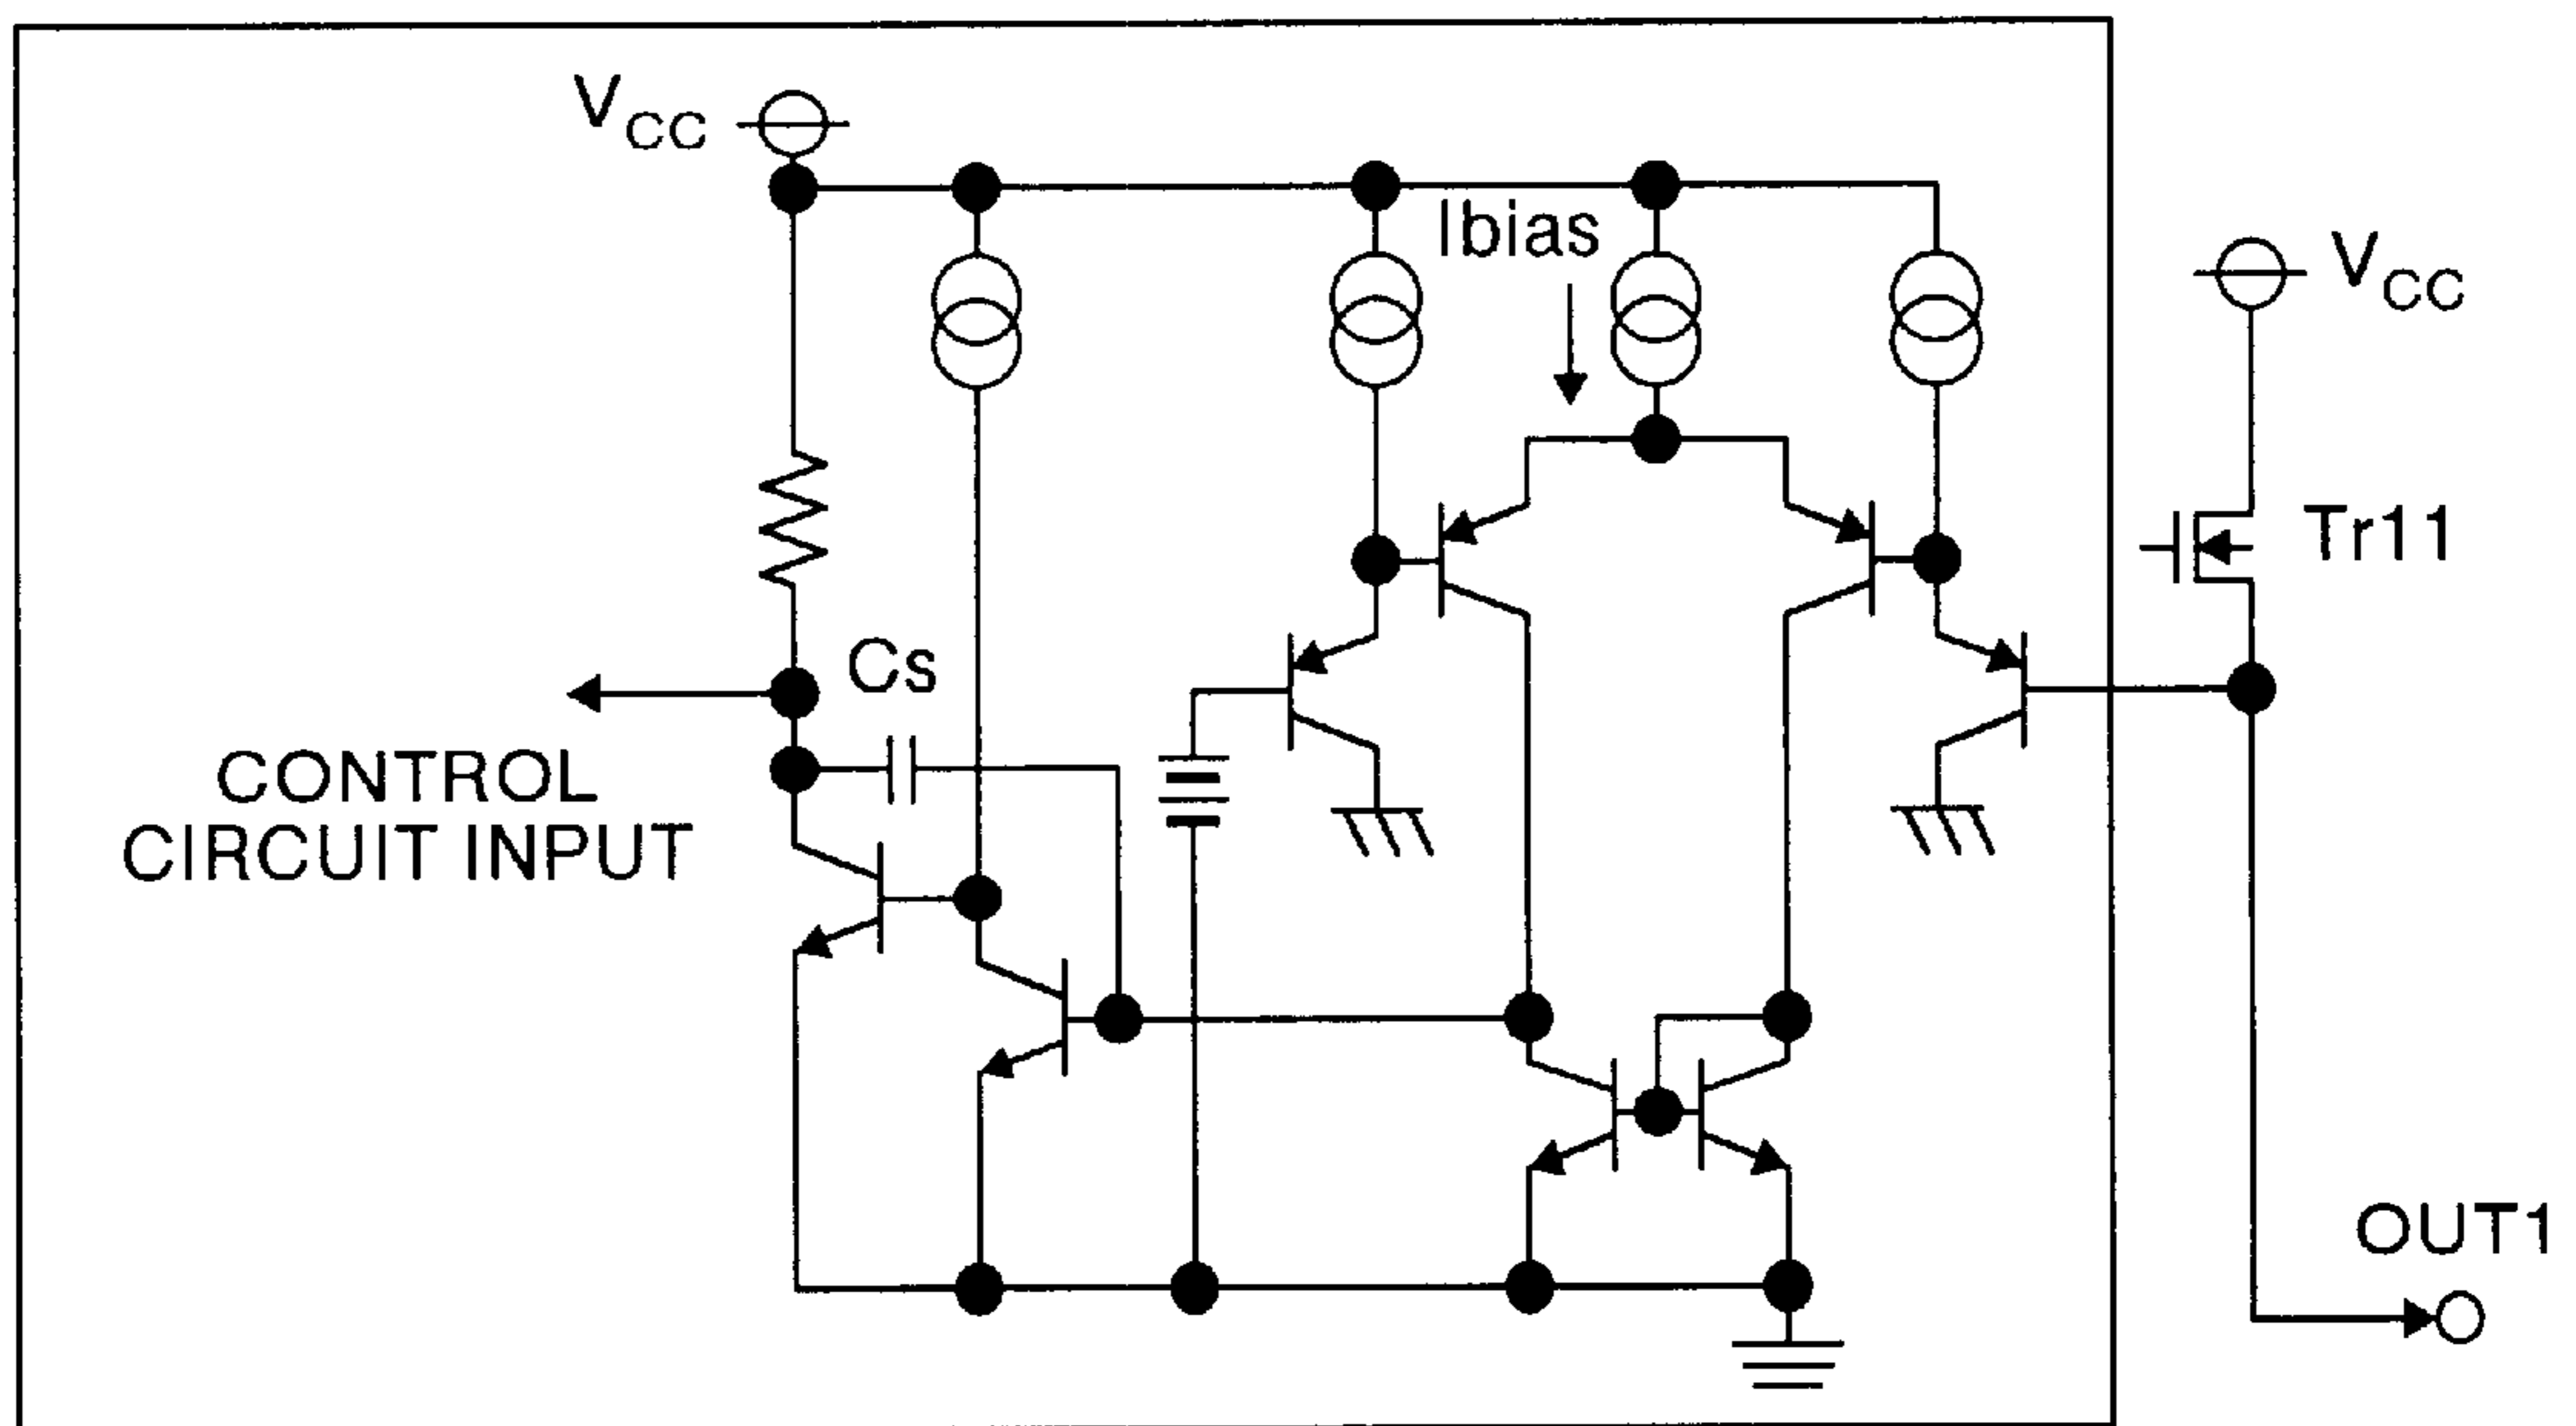 VCC
Ibias
VCC
Tr11
Cs
CONTROL
CIRCUIT INPUT
OUT1